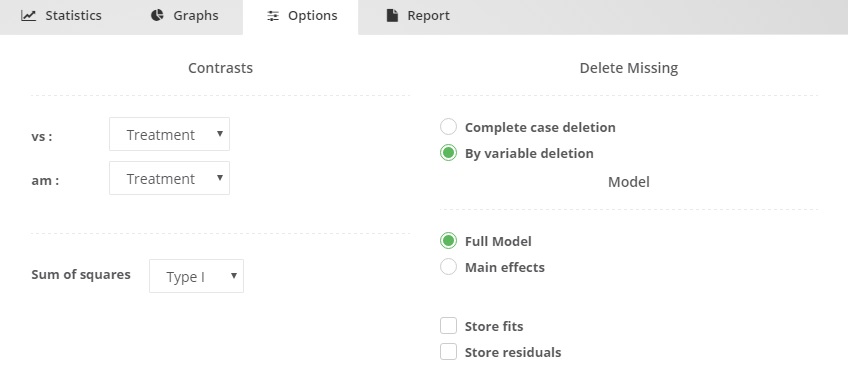 Statistics Graphs Options Report
Contrasts
vs : Treatment
am : Treatment
Sum of squares Type I
Delete Missing
Complete case deletion
By variable deletion
Model
Full Model
Main effects
Store fits
Store residuals